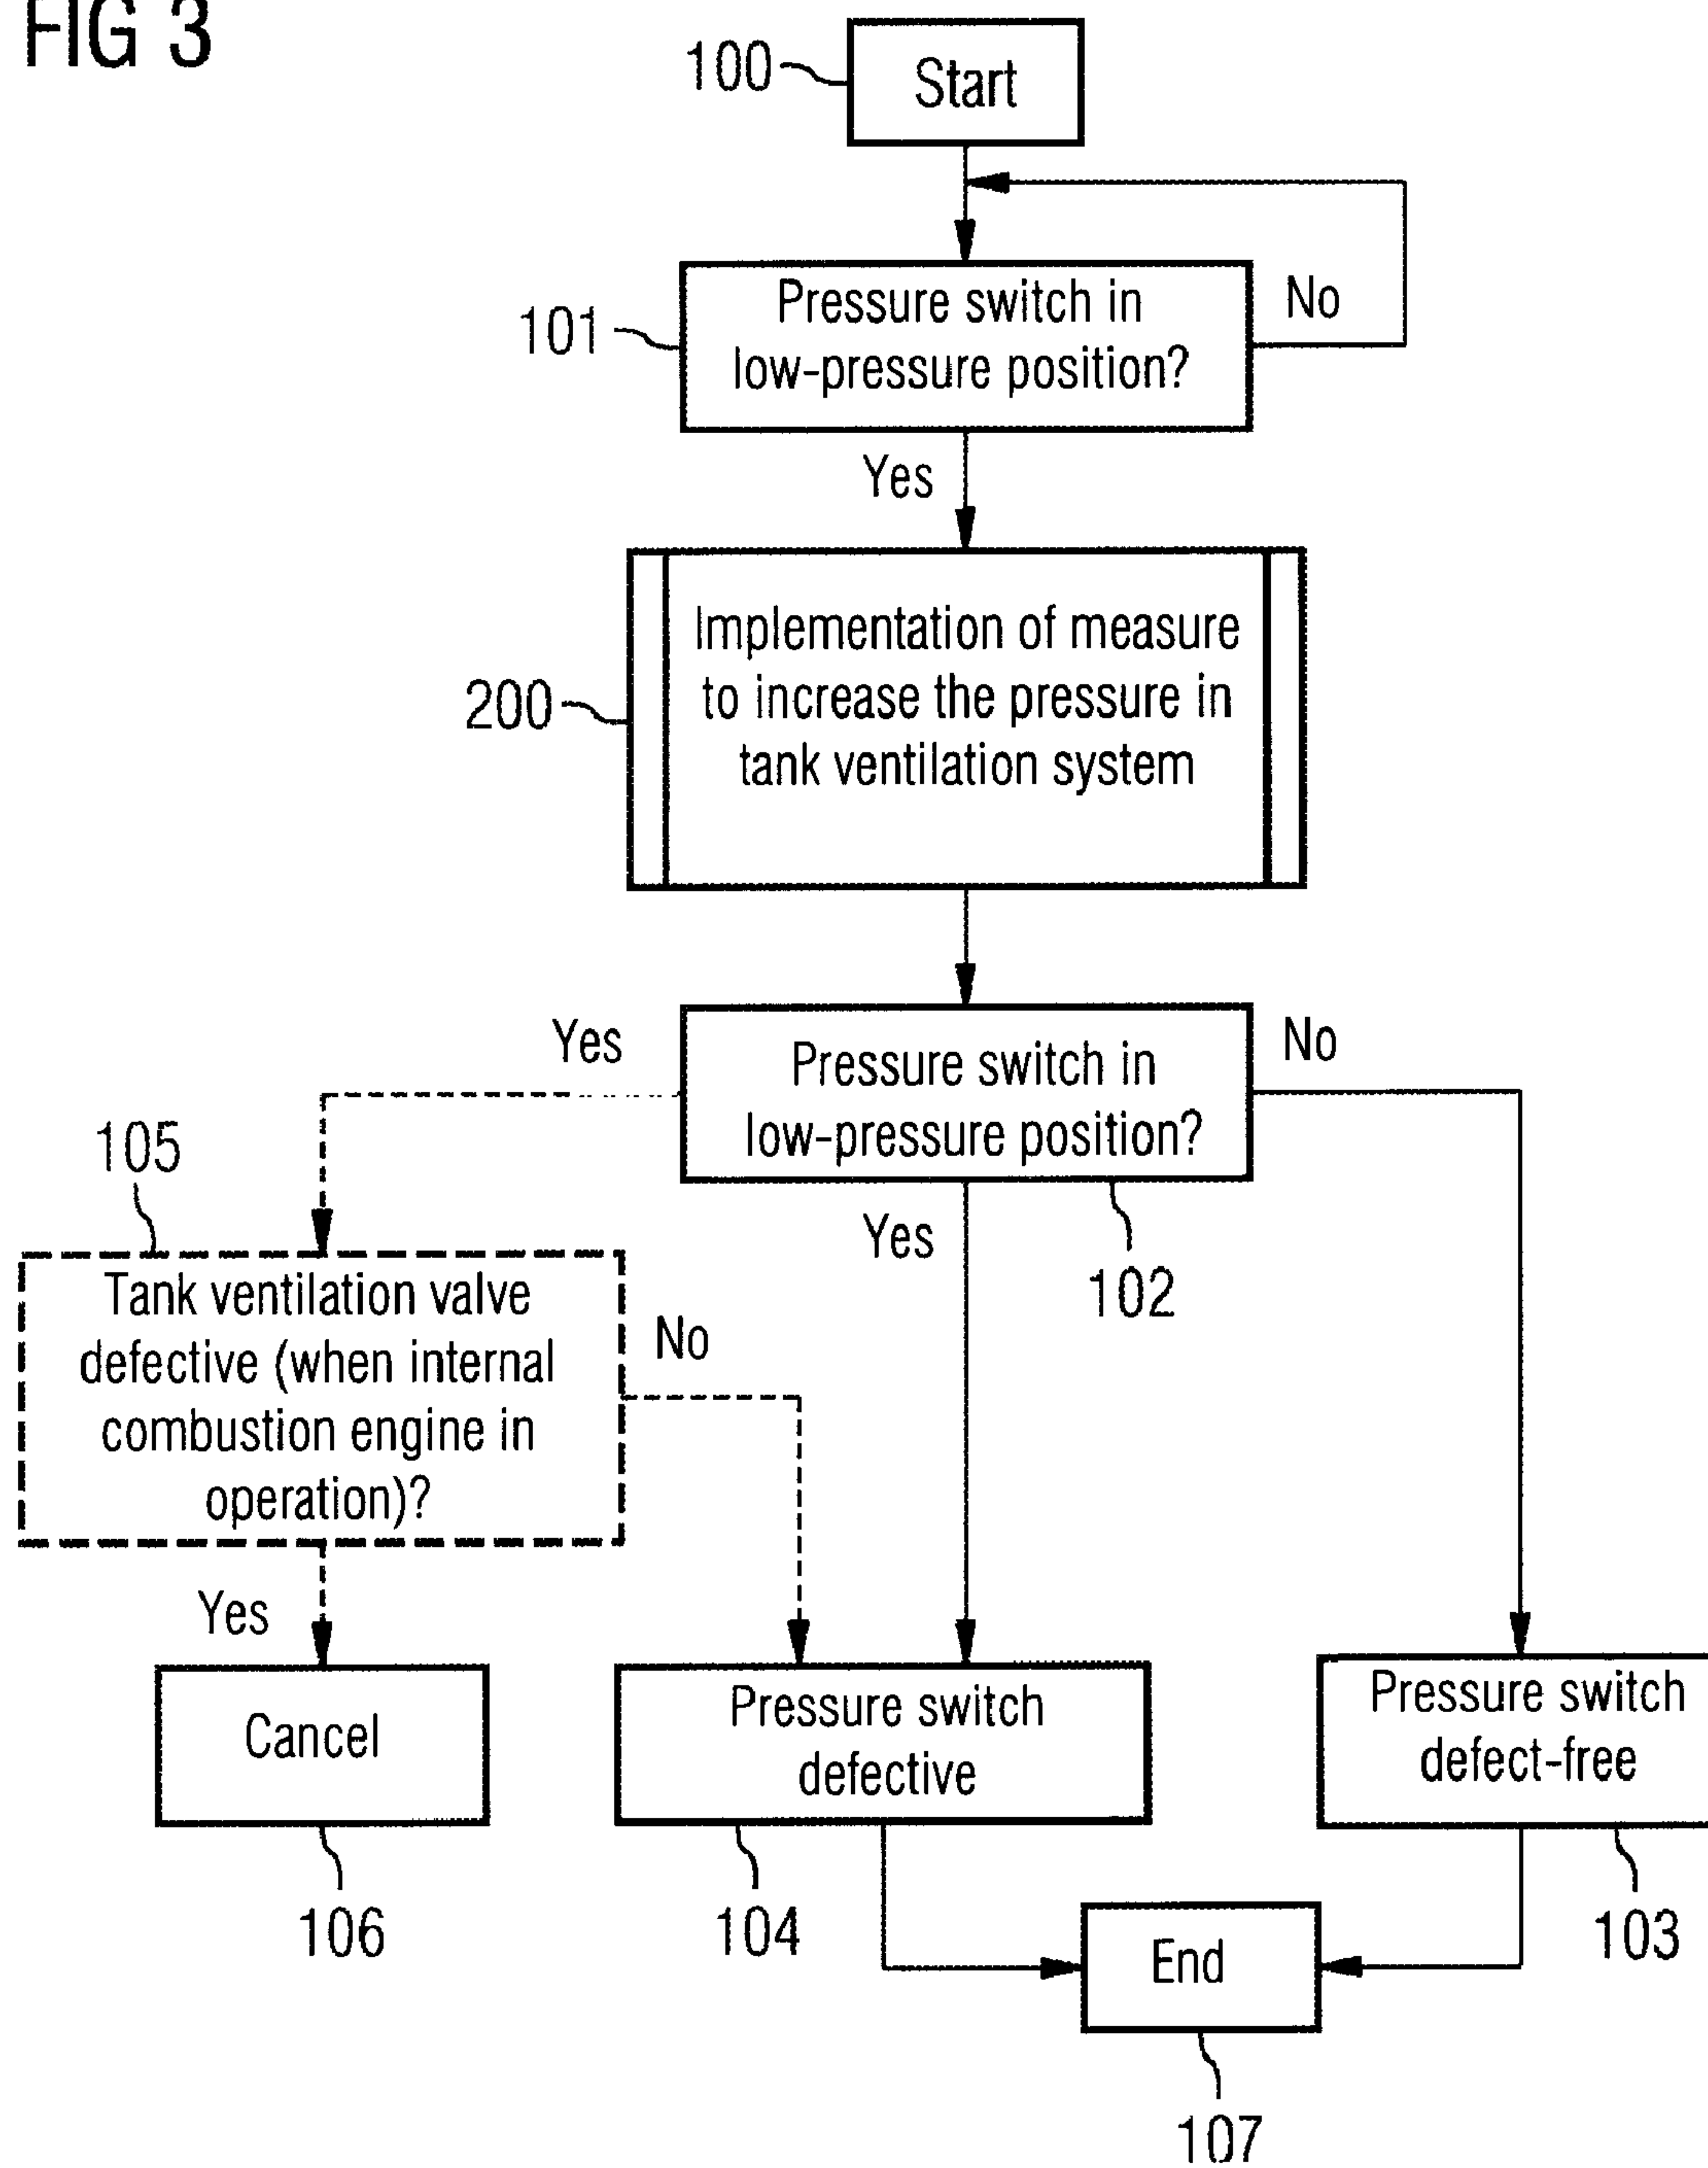 FIG 3
100
Start
101
Pressure switch in
low-pressure position?
No
Yes
200
Implementation of measure
to increase the pressure in
tank ventilation system
Yes
Pressure switch in
low-pressure position?
No
105
Yes
102
Tank ventilation valve
defective (when internal
combustion engine in
operation)?
No
Yes
Cancel
Pressure switch
defective
Pressure switch
defect-free
106
104
End
103
107